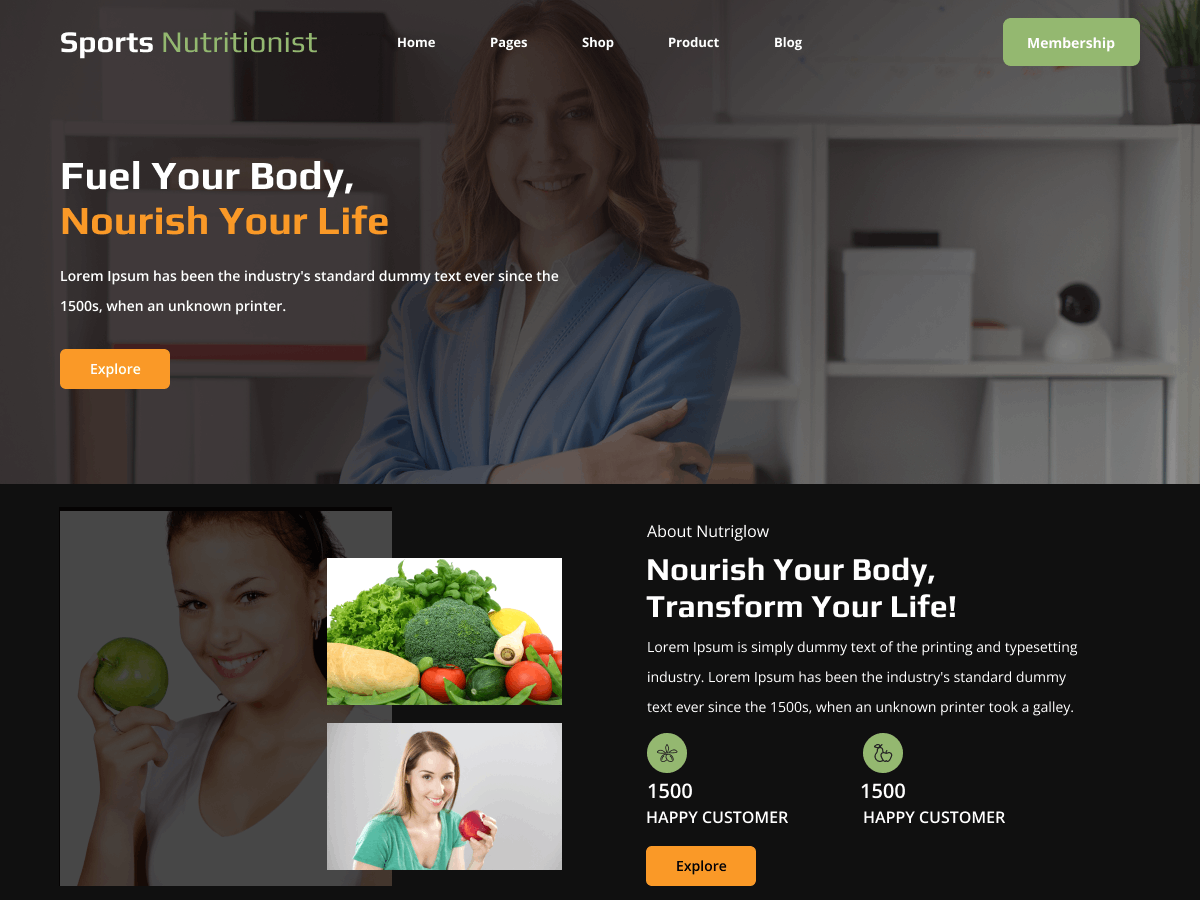 Sports Nutritionist
Home Pages Shop Product Blog
Membership
Fuel Your Body,
Nourish Your Life
Lorem Ipsum has been the industry's standard dummy text ever since the
1500s, when an unknown printer.
Explore
About Nutriglow
Nourish Your Body,
Transform Your Life!
Lorem Ipsum is simply dummy text of the printing and typesetting
industry. Lorem Ipsum has been the industry's standard dummy
text ever since the 1500s, when an unknown printer took a galley.
1500 1500
HAPPY CUSTOMER HAPPY CUSTOMER
Explore